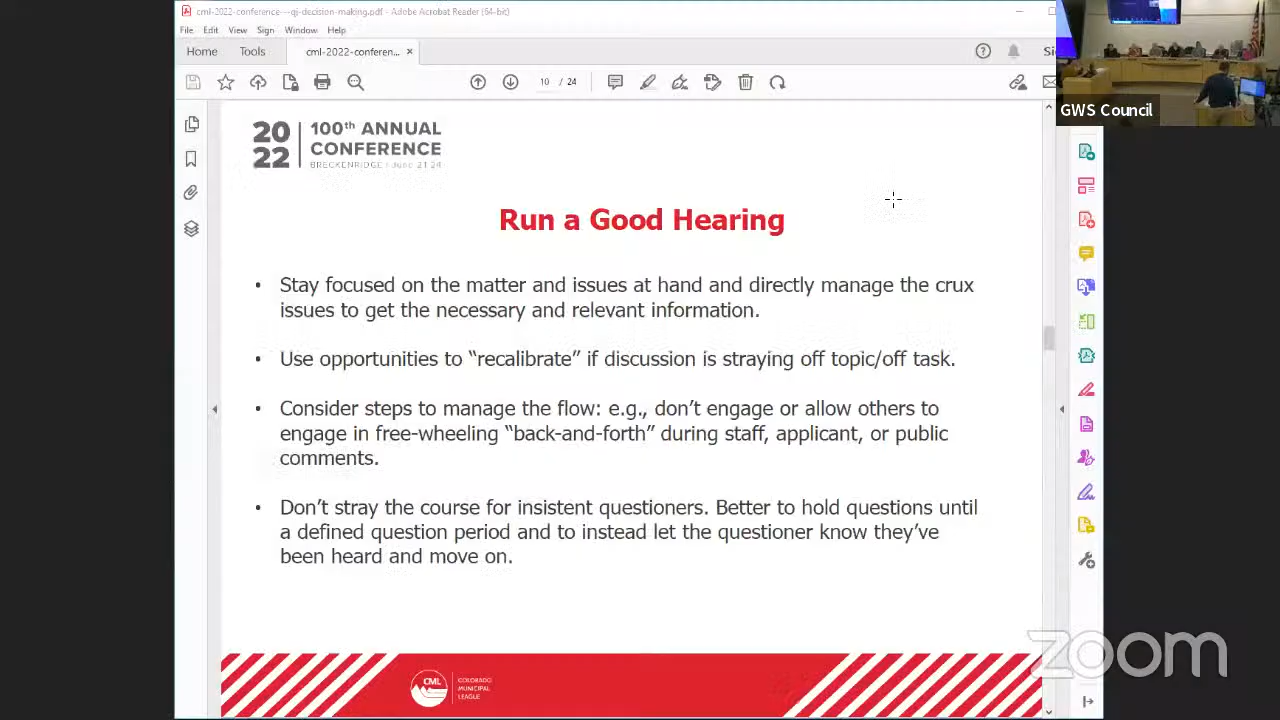 cml-2022-conference---qj-decision-making.pdf - Adobe Acrobat Reader (64-bit)
File Edit View Sign Window Help
Home Tools cml-2022-conferen... ×
10 / 24
GWS Council
20
22
100th ANNUAL
CONFERENCE
BRECKENRIDGE | June 21-24
Run a Good Hearing
• Stay focused on the matter and issues at hand and directly manage the crux
issues to get the necessary and relevant information.
• Use opportunities to “recalibrate” if discussion is straying off topic/off task.
• Consider steps to manage the flow: e.g., don’t engage or allow others to
engage in free-wheeling “back-and-forth” during staff, applicant, or public
comments.
• Don’t stray the course for insistent questioners. Better to hold questions until
a defined question period and to instead let the questioner know they’ve
been heard and move on.
CML
COLORADO
MUNICIPAL
LEAGUE
zoom